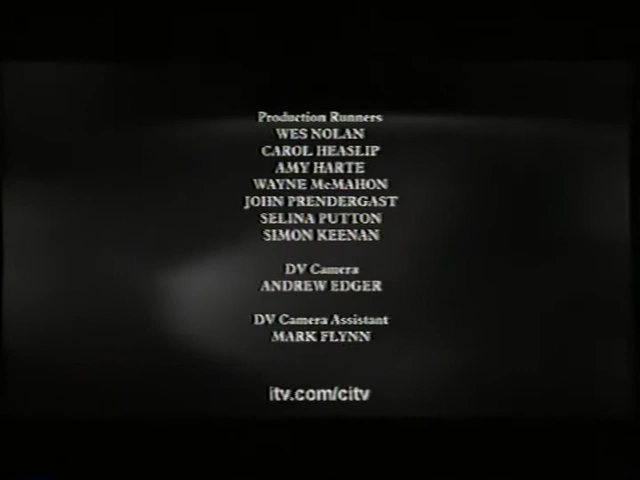 Production Runners
WES NOLAN
CAROL HEASLIP
AMY HARTE
WAYNE McMAHON
JOHN PRENDERGAST
SELINA PUTTON
SIMON KEENAN
DV Camera
ANDREW EDGER
DV Camera Assistant
MARK FLYNN
itv.com/citv